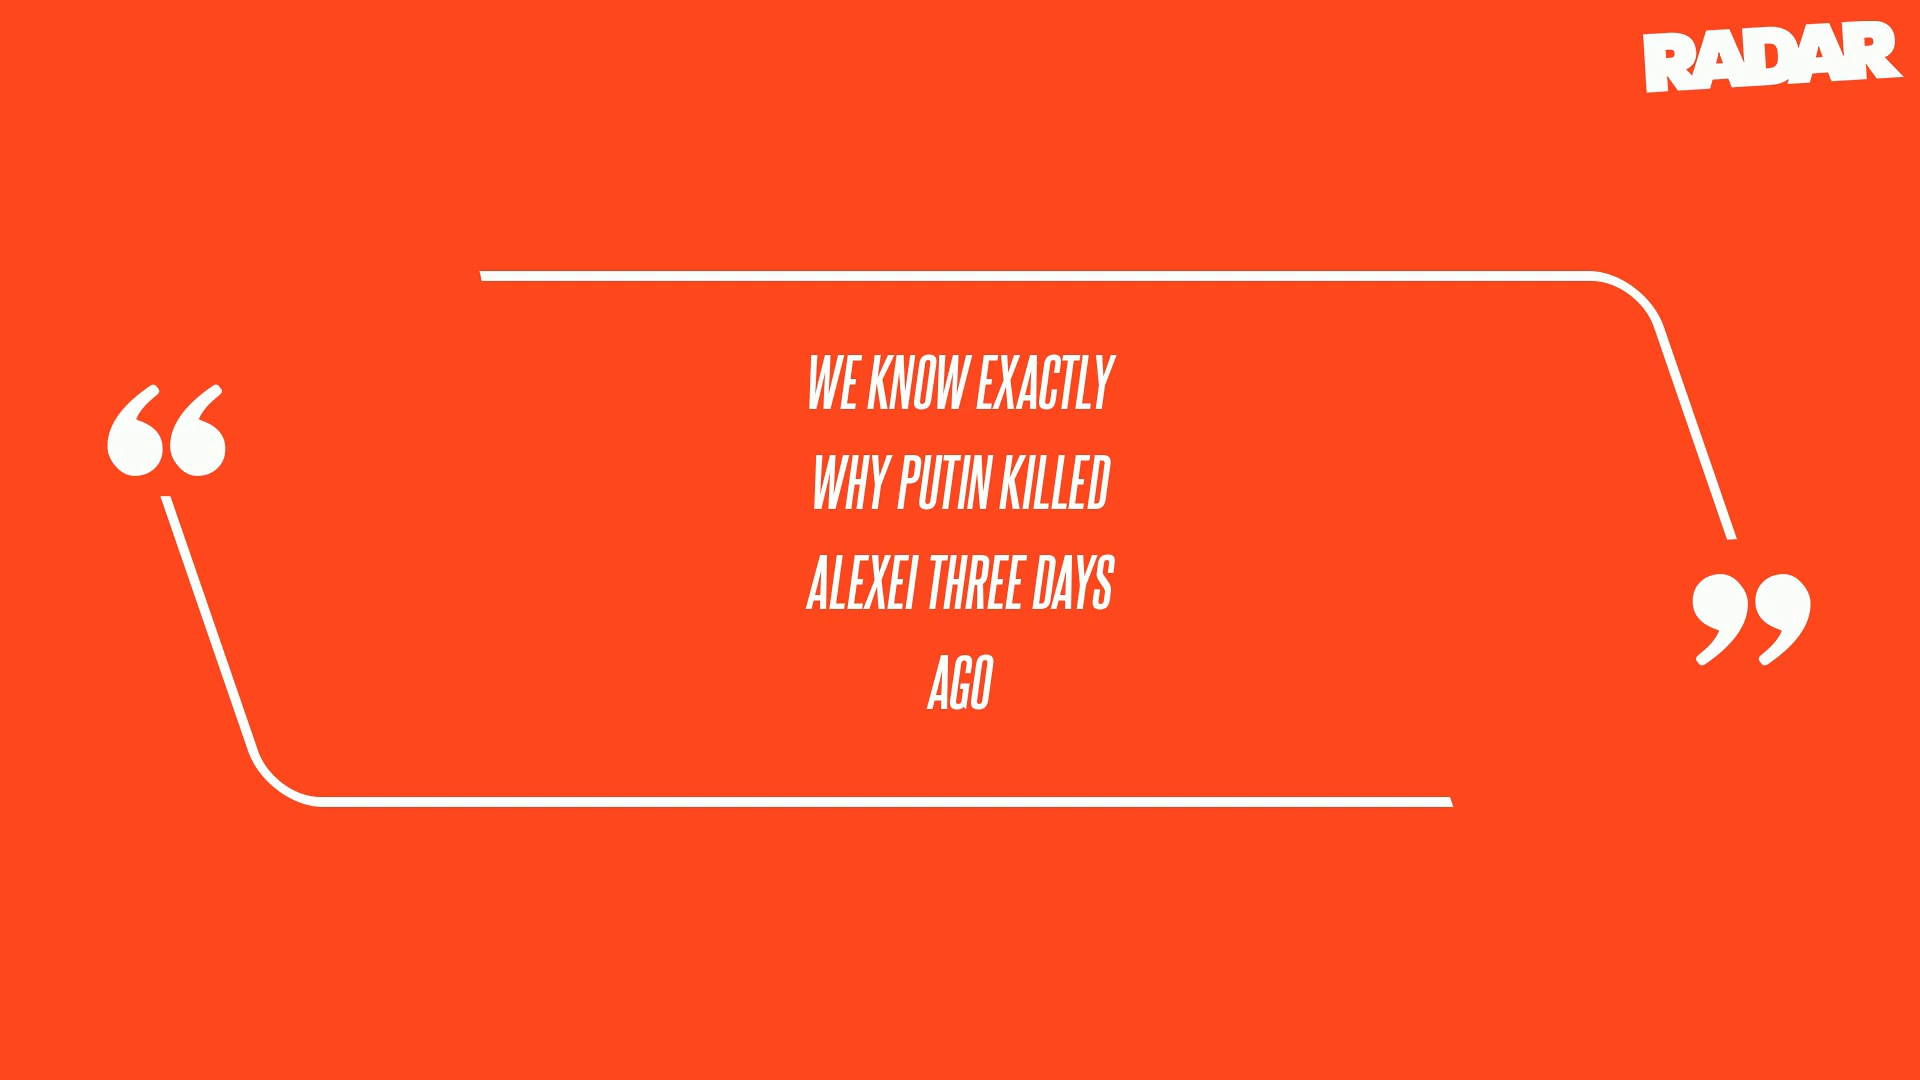 RADAR
WE KNOW EXACTLY
WHY PUTIN KILLED
ALEXEI THREE DAYS
AGO